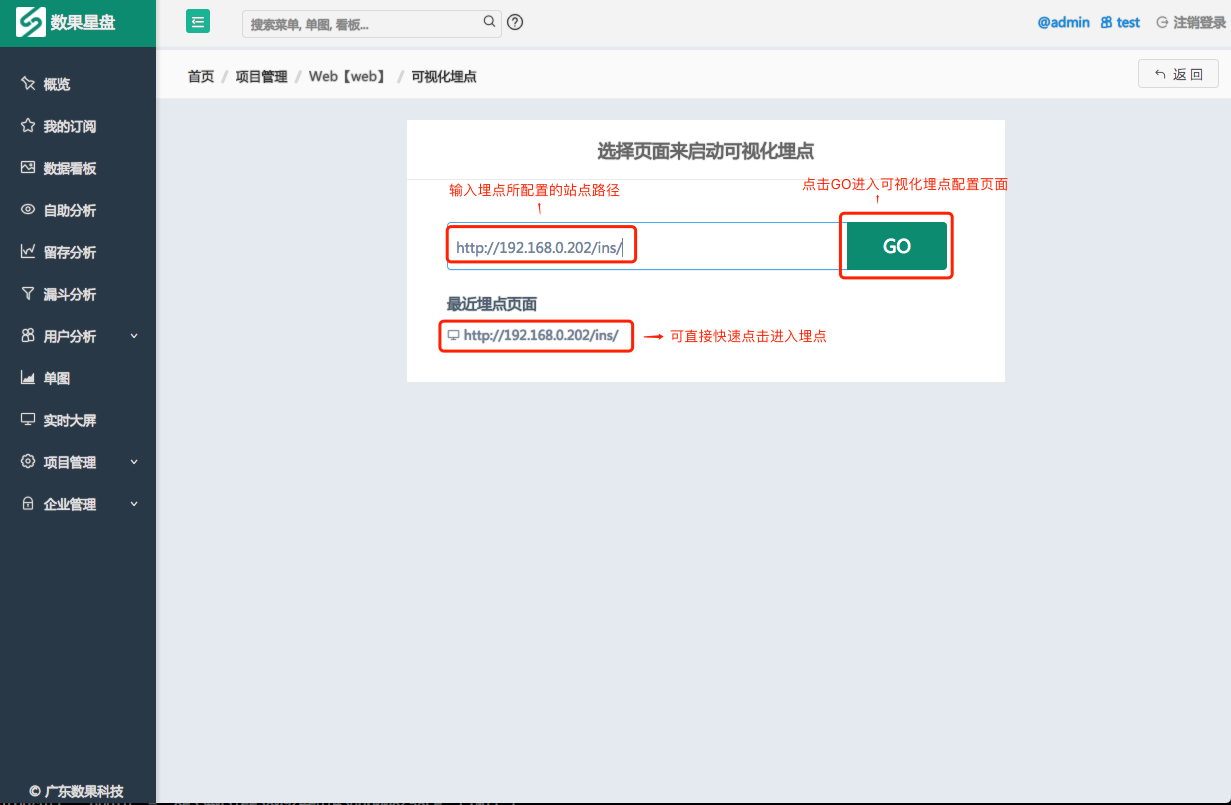 数果星盘
搜索菜单, 单图, 看板...
@admin test 注销登录
首页 / 项目管理 / Web【web】 / 可视化埋点
返 回
概览
我的订阅
数据看板
自助分析
留存分析
漏斗分析
用户分析
单图
实时大屏
项目管理
企业管理
© 广东数果科技
选择页面来启动可视化埋点
输入埋点所配置的站点路径
点击GO进入可视化埋点配置页面
http://192.168.0.202/ins/
GO
最近埋点页面
http://192.168.0.202/ins/
可直接快速点击进入埋点